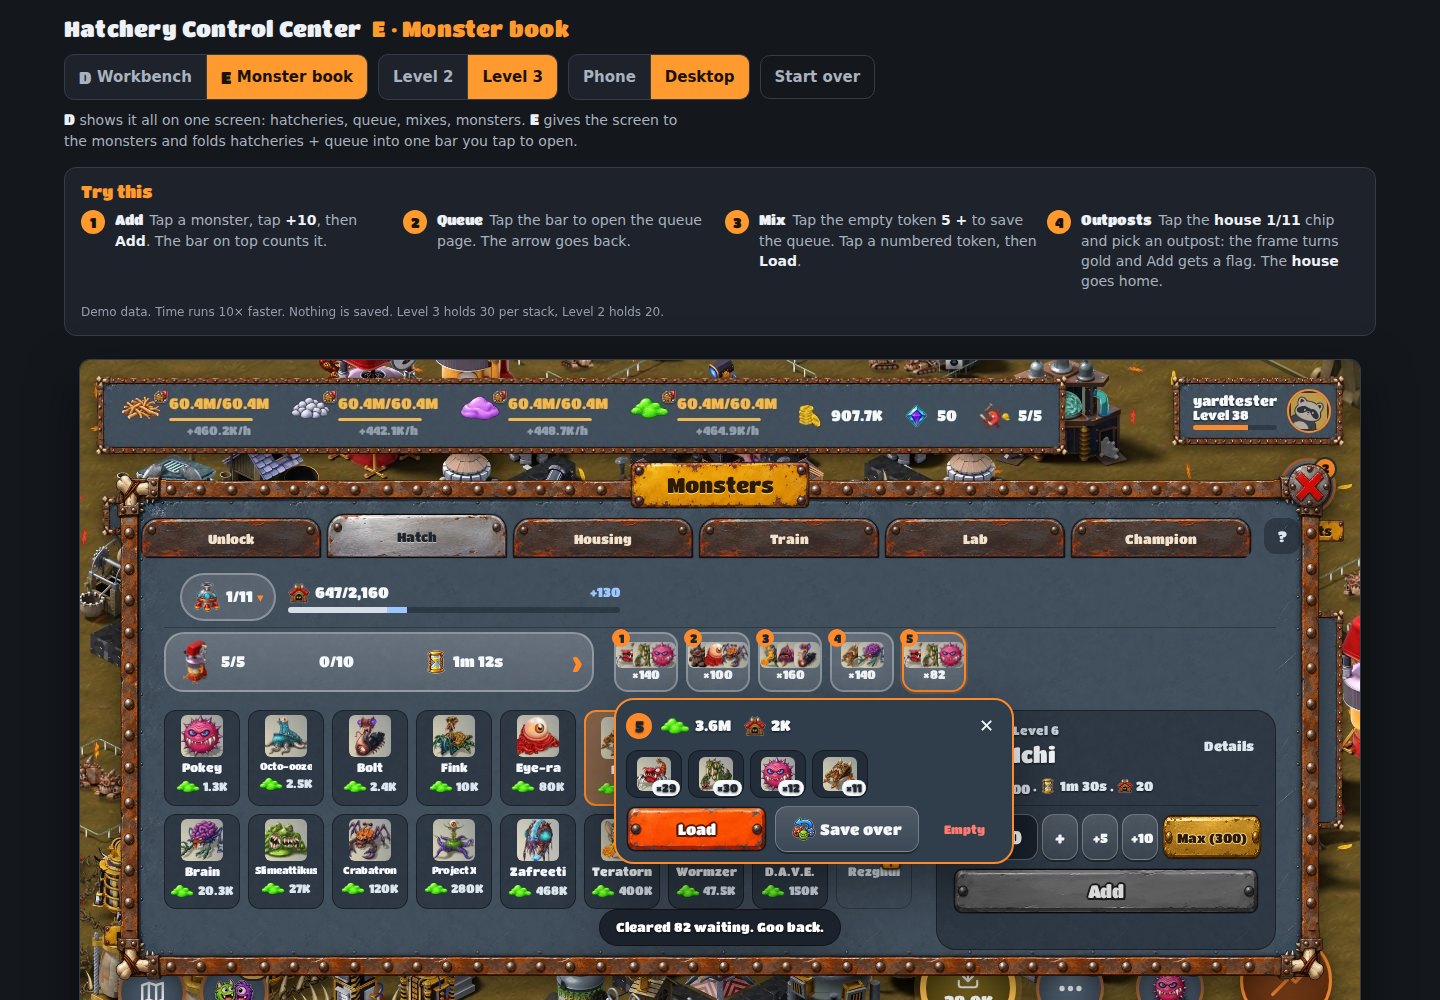 Hatchery Control Center E · Monster book
D Workbench E Monster book Level 2 Level 3 Phone Desktop Start over
D shows it all on one screen: hatcheries, queue, mixes, monsters. E gives the screen to
the monsters and folds hatcheries + queue into one bar you tap to open.
Try this
1 Add Tap a monster, tap +10, then
Add. The bar on top counts it.
2 Queue Tap the bar to open the queue
page. The arrow goes back.
3 Mix Tap the empty token 5 + to save
the queue. Tap a numbered token, then
Load.
4 Outposts Tap the house 1/11 chip
and pick an outpost: the frame turns
gold and Add gets a flag. The house
goes home.
Demo data. Time runs 10× faster. Nothing is saved. Level 3 holds 30 per stack, Level 2 holds 20.
60.4M/60.4M 60.4M/60.4M 60.4M/60.4M 60.4M/60.4M 907.7K 50 5/5
+460.2K/h +442.1K/h +448.7K/h +464.9K/h
yardtester
Level 38
Monsters
Unlock Hatch Housing Train Lab Champion ?
1/11 647/2,160 +130
5/5 0/10 1m 12s
1 2 3 4 5
×140 ×100 ×160 ×140 ×82
Pokey Octo-ooze Bolt Fink Eye-ra
1.3K 2.5K 2.4K 10K 80K
5 3.6M 2K ✕
×29 ×30 ×12 ×11
Load Save over Empty
Level 6
Details
1m 30s · 20
+ +5 +10 Max (300)
Add
Brain Slimeattikus Crabatron Project X Zafreeti Teratorn Wormzer D.A.V.E.
20.3K 27K 120K 280K 468K 400K 47.5K 150K
Cleared 82 waiting. Goo back.